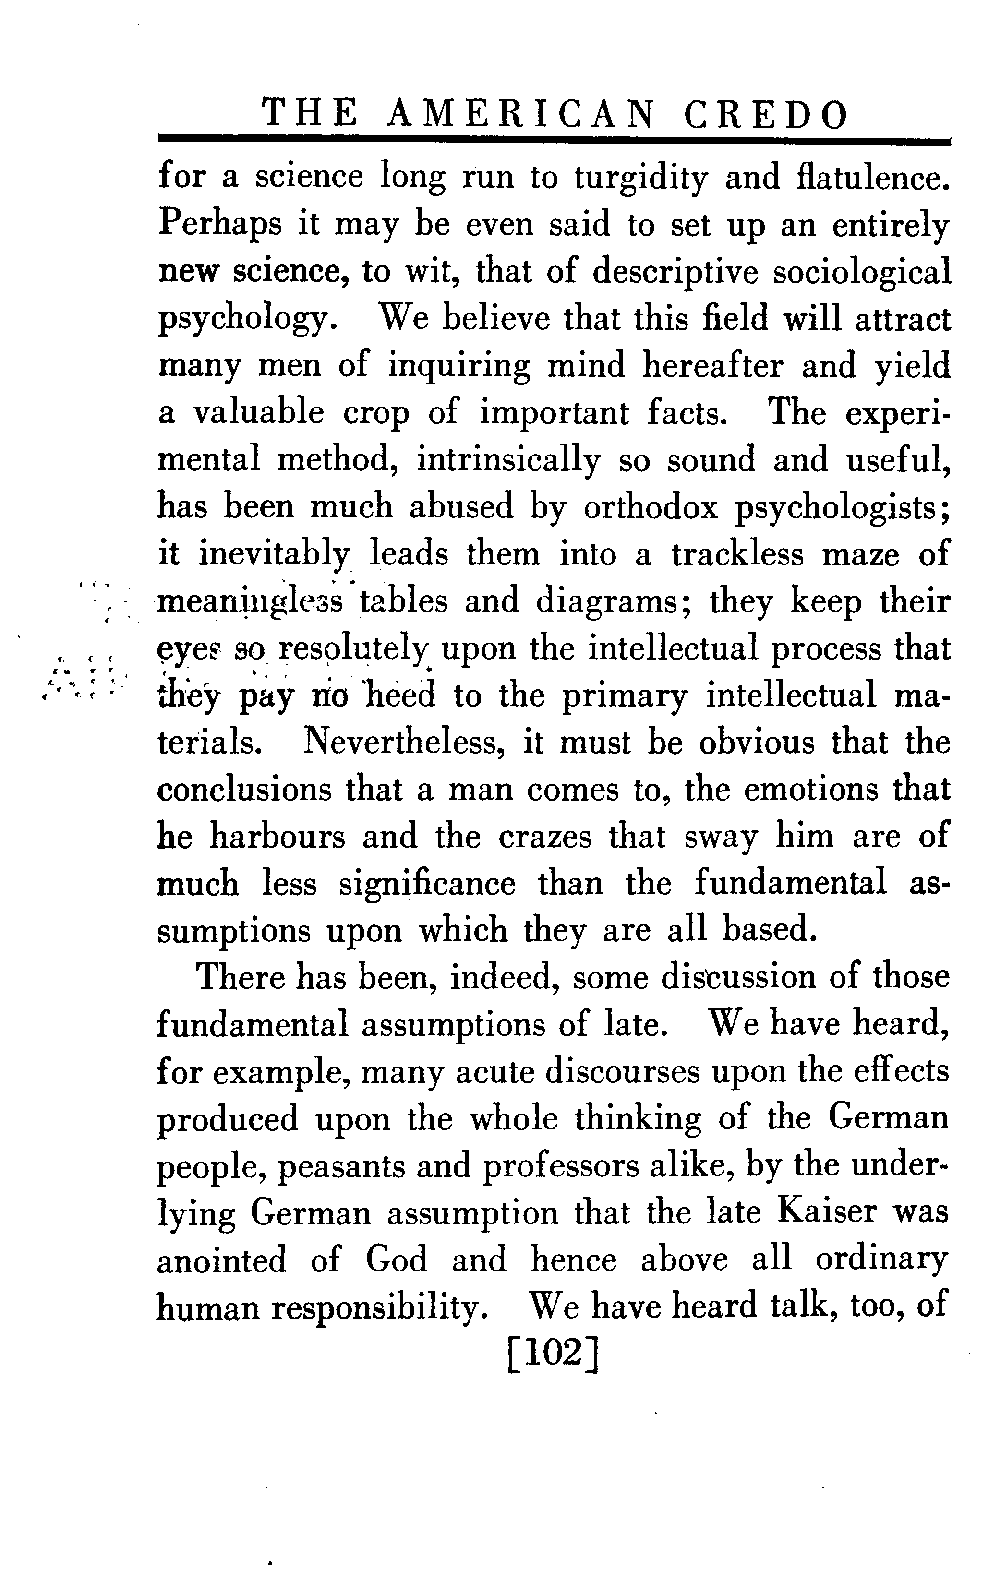 THE AMERICAN CREDO
for a science long run to turgidity and flatulence.
Perhaps it may be even said to set up an entirely
new science, to wit, that of descriptive sociological
psychology. We believe that this field will attract
many men of inquiring mind hereafter and yield
a valuable crop of important facts. The experi-
mental method, intrinsically so sound and useful,
has been much abused by orthodox psychologists;
it inevitably leads them into a trackless maze of
meaningless tables and diagrams; they keep their
eyes so resolutely upon the intellectual process that
they pay no heed to the primary intellectual ma-
terials. Nevertheless, it must be obvious that the
conclusions that a man comes to, the emotions that
he harbours and the crazes that sway him are of
much less significance than the fundamental as-
sumptions upon which they are all based.
There has been, indeed, some discussion of those
fundamental assumptions of late. We have heard,
for example, many acute discourses upon the effects
produced upon the whole thinking of the German
people, peasants and professors alike, by the under-
lying German assumption that the late Kaiser was
anointed of God and hence above all ordinary
human responsibility. We have heard talk, too, of
[102]